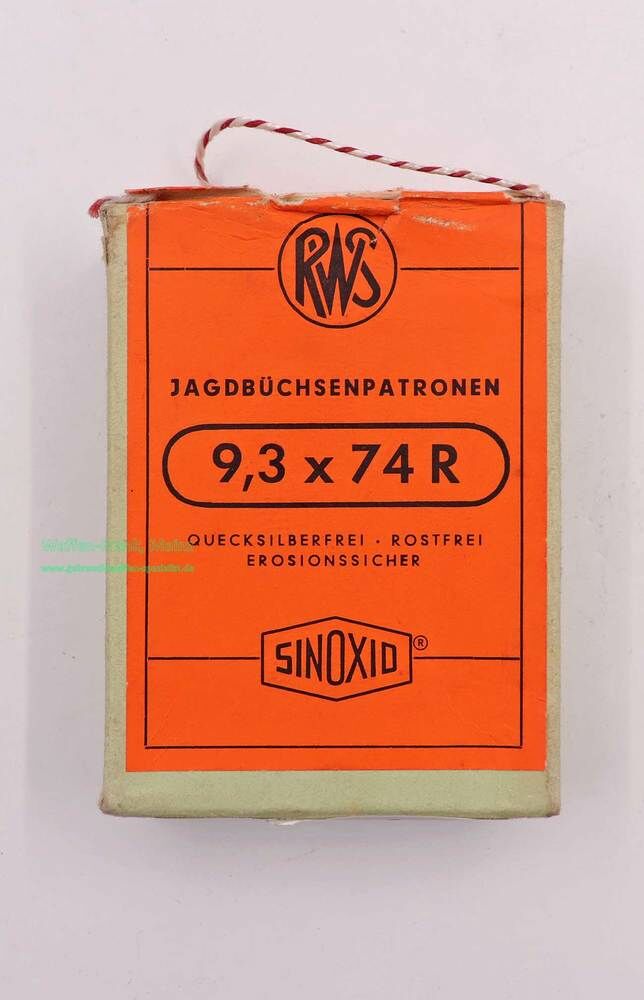 RWS
JAGDBÜCHSENPATRONEN
9,3 x 74 R
QUECKSILBERFREI · ROSTFREI
EROSIONSSICHER
SINOXID ®